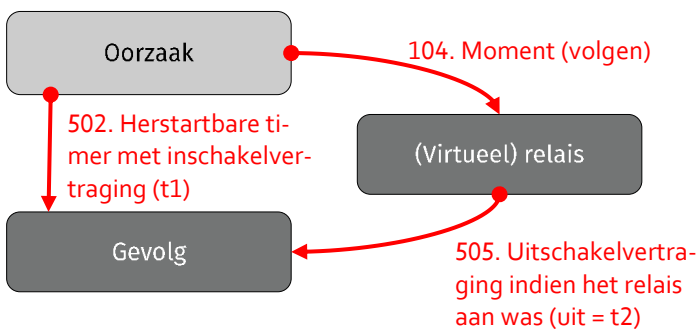 Oorzaak
104. Moment (volgen)
502. Herstartbare ti-
mer met inschakelver-
traging (t1)
(Virtueel) relais
Gevolg
505. Uitschakelvertra-
ging indien het relais
aan was (uit = t2)